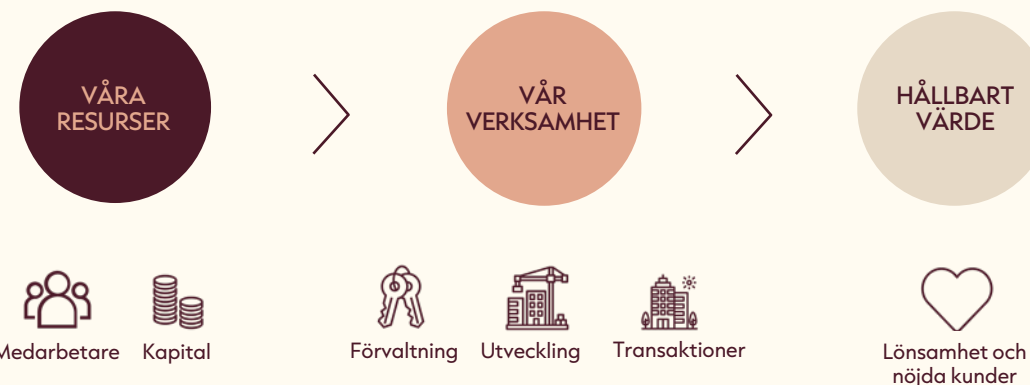 VÅRA
RESURSER
VÅR
VERKSAMHET
HÅLLBART
VÄRDE
Medarbetare
Kapital
Förvaltning
Utveckling
Transaktioner
Lönsamhet och
nöjda kunder